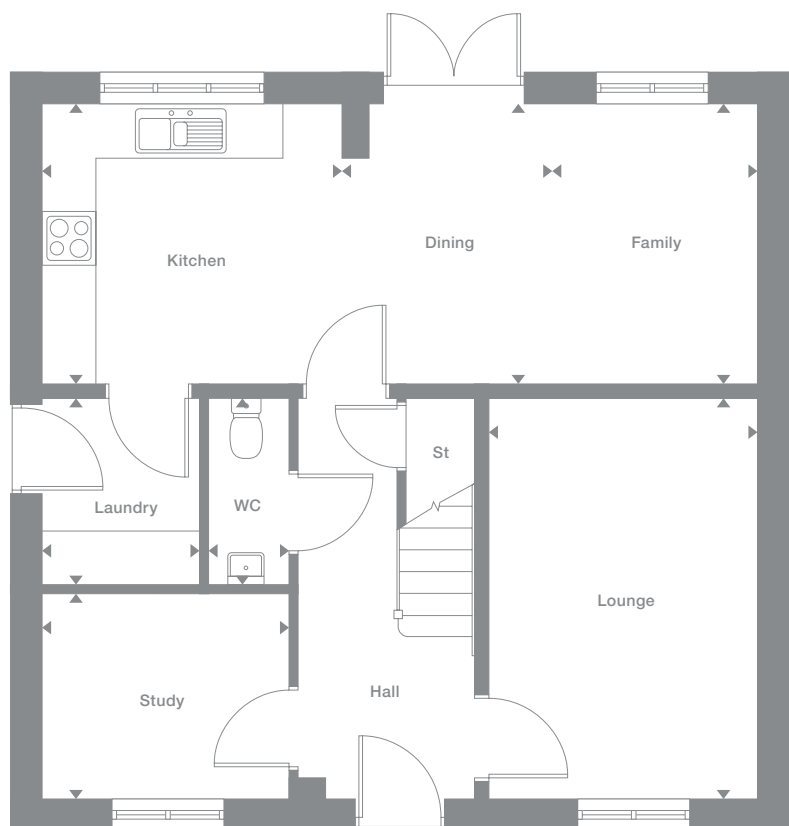 Dining
Family
Kitchen
St
WC
Laundry
Lounge
Hall
Study